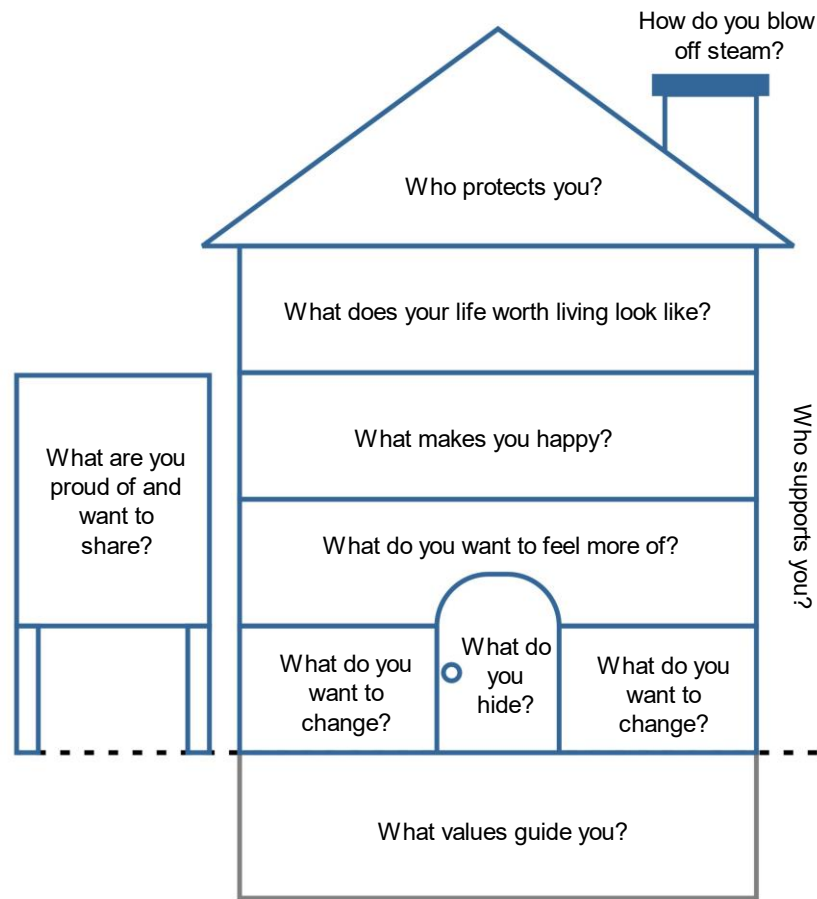 How do you blow
off steam?
Who protects you?
What does your life worth living look like?
What makes you happy?
What are you
proud of and
want to
share?
Who supports you?
What do you want to feel more of?
What do you
want to
change?
What do
you
hide?
What do you
want to
change?
What values guide you?